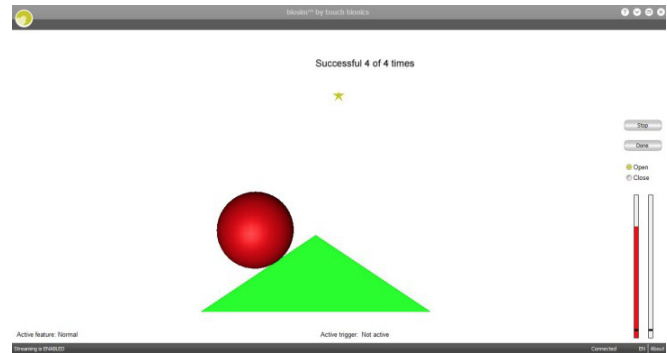 by touch bionics
Successful 4 of 4 times
Stop
Done
Open
Close
Active feature: Normal
Active trigger: Not active
Streaming is ENABLED
Connected
EN
About